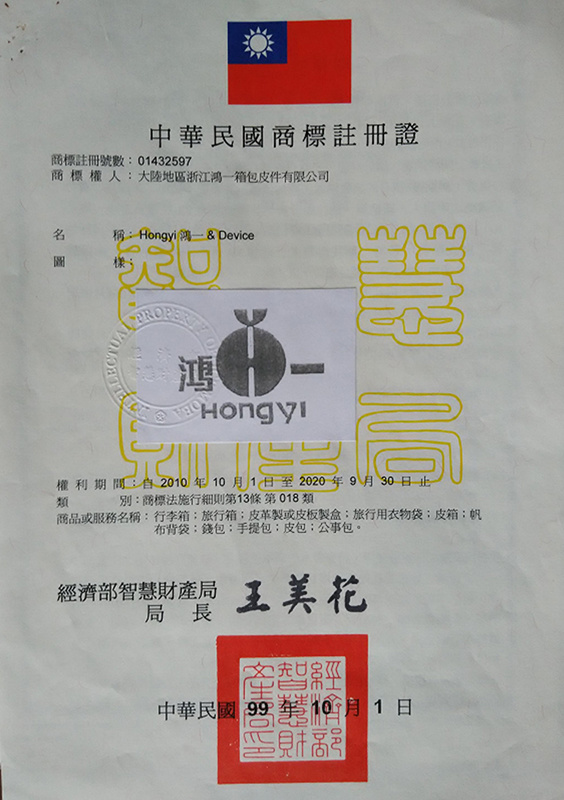 中華民國商標註冊證
商標註冊號數：01432597
商標權人：大陸地區浙江鴻一箱包皮件有限公司
名稱：Hongyi 鴻一 & Device
圖樣：
鴻一
Hongyi
智慧
財產局
權利期間：自 2010 年 10 月 1 日至 2020 年 9 月 30 日止
類別：商標法施行細則第13條 第 018 類
商品或服務名稱：行李箱；旅行箱；皮革製或皮板製盒；旅行用衣物袋；皮箱；帆
布背袋；錢包；手提包；皮包；公事包。
經濟部智慧財產局
局長 王美花
中華民國 99 年 10 月 1 日
經濟部
智慧財
產局印